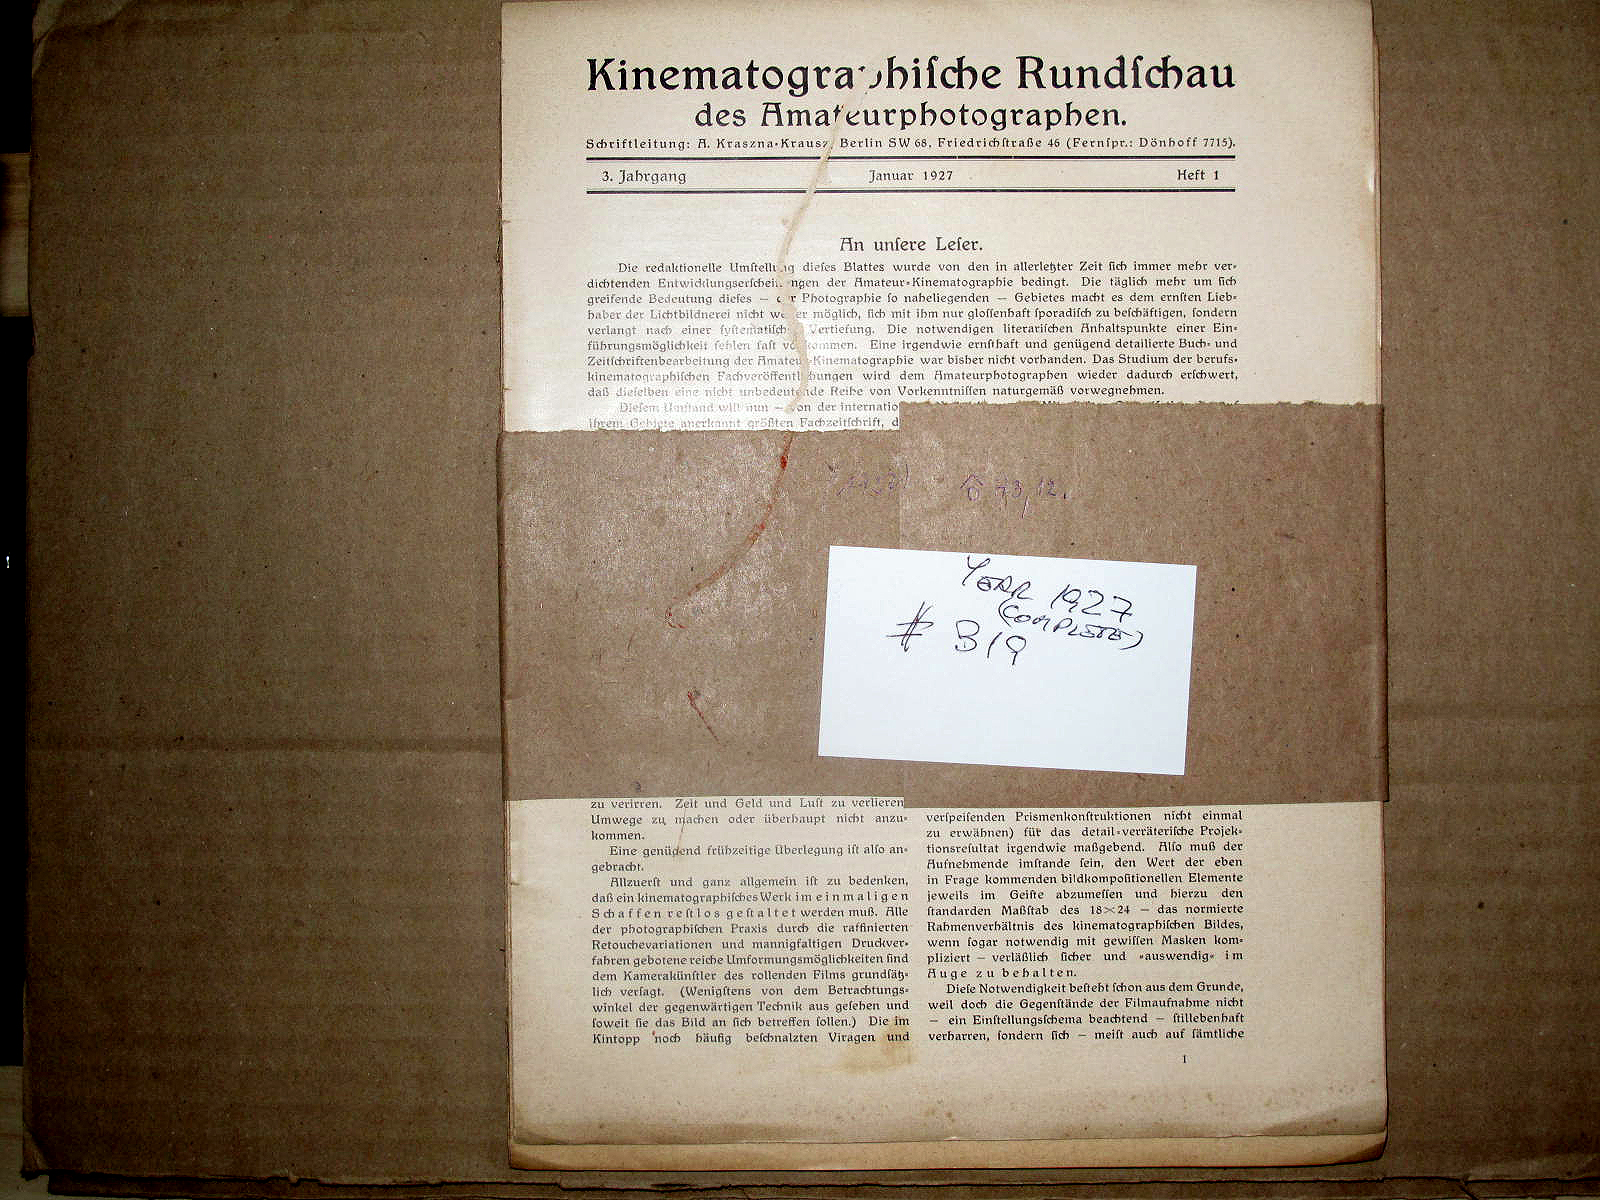 Kinematographiſche Rundſchau
des Amateurphotographen.
Schriftleitung: A. Kraszna-Krausz, Berlin SW 68, Friedrichſtraße 46 (Fernſpr.: Dönhoff 7715).
3. Jahrgang Januar 1927 Heft 1
An unſere Leſer.
Die redaktionelle Umſtellung dieſes Blattes wurde von den in allerletzter Zeit ſich immer mehr ver-
dichtenden Entwicklungserſcheinungen der Amateur-Kinematographie bedingt. Die täglich mehr um ſich
greifende Bedeutung dieſes — der Photographie ſo naheliegenden — Gebietes macht es dem ernſten Lieb-
haber der Lichtbildnerei nicht weiter möglich, ſich mit ihm nur gloſſenhaft ſporadiſch zu beſchäftigen, ſondern
verlangt nach einer ſyſtematiſchen Vertiefung. Die notwendigen literariſchen Anhaltspunkte einer Ein-
führungsmöglichkeit fehlen faſt vollkommen. Eine irgendwie ernſthaft und genügend detailierte Buch- und
Zeitſchriftenbearbeitung der Amateur-Kinematographie war bisher nicht vorhanden. Das Studium der berufs-
kinematographiſchen Fachveröffentlichungen wird dem Amateurphotographen wieder dadurch erſchwert,
daß dieſelben eine nicht unbedeutende Reihe von Vorkenntniſſen naturgemäß vorwegnehmen.
Dieſem Umſtand will nun — von der internatio
ihrem Gebiete anerkannt größten Fachzeitſchrift, d
43,12.
YEAR 1927
(COMPLETE)
# 319
zu verirren. Zeit und Geld und Luſt zu verlieren
Umwege zu machen oder überhaupt nicht anzu-
kommen.
Eine genügend frühzeitige Überlegung iſt alſo an-
gebracht.
Allzuerſt und ganz allgemein iſt zu bedenken,
daß ein kinematographiſches Werk im einmaligen
Schaffen reſtlos geſtaltet werden muß. Alle
der photographiſchen Praxis durch die raffinierten
Retouchevariationen und mannigfaltigen Druckver-
fahren gebotene reiche Umformungsmöglichkeiten ſind
dem Kamerakünſtler des rollenden Films grundſätz-
lich verſagt. (Wenigſtens von dem Betrachtungs-
winkel der gegenwärtigen Technik aus geſehen und
ſoweit ſie das Bild an ſich betreffen ſollen.) Die im
Kintopp noch häufig beſchnalzten Viragen und
verſpeiſenden Prismenkonſtruktionen nicht einmal
zu erwähnen) für das detail-verräteriſche Projek-
tionsreſultat irgendwie maßgebend. Alſo muß der
Aufnehmende imſtande ſein, den Wert der eben
in Frage kommenden bildkompoſitionellen Elemente
jeweils im Geiſte abzumeſſen und hierzu den
ſtandarden Maßſtab des 18×24 — das normierte
Rahmenverhältnis des kinematographiſchen Bildes,
wenn ſogar notwendig mit gewiſſen Masken kom-
pliziert — verläßlich ſicher und »auswendig« im
Auge zu behalten.
Dieſe Notwendigkeit beſteht ſchon aus dem Grunde,
weil doch die Gegenſtände der Filmaufnahme nicht
— ein Einſtellungsſchema beachtend — ſtillebenhaft
verharren, ſondern ſich — meiſt auch auf ſämtliche
1